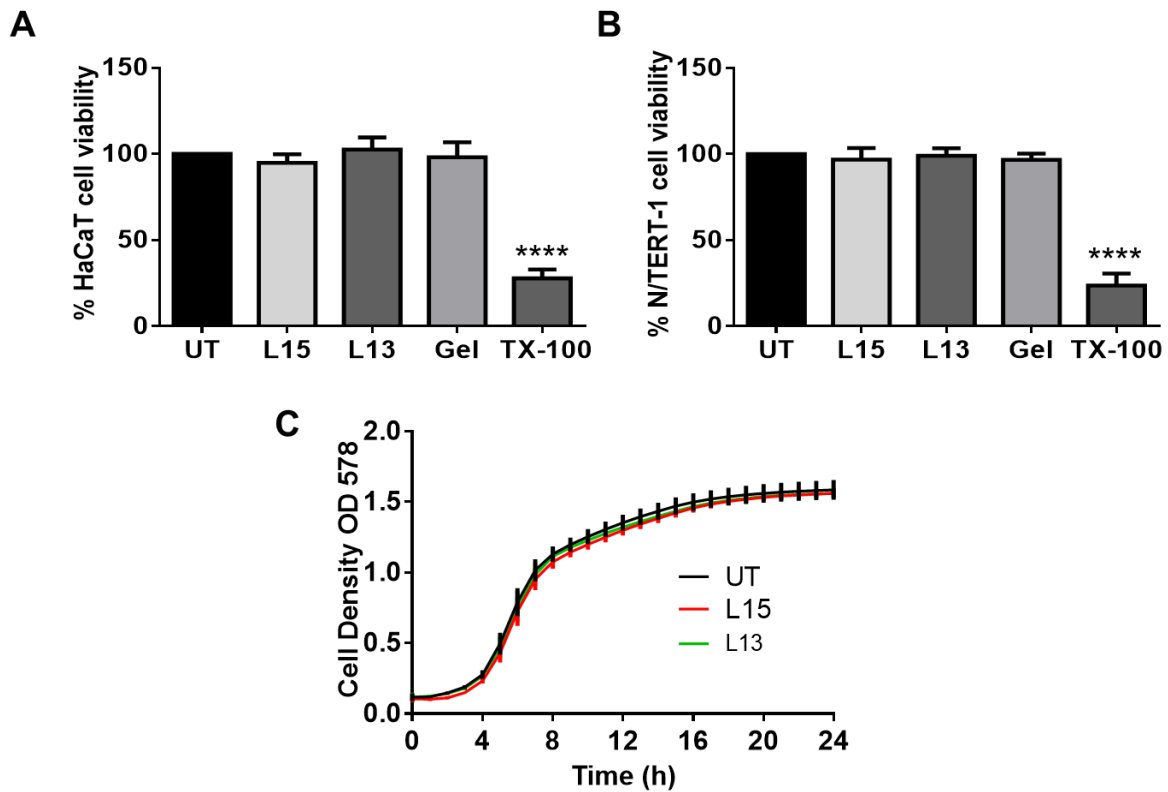 A
% HaCaT cell viability
150
100
50
0
****
UT L15 L13 Gel TX-100
B
% N/TERT-1 cell viability
150
100
50
0
****
UT L15 L13 Gel TX-100
C
Cell Density OD 578
2.0
1.5
1.0
0.5
0.0
UT
L15
L13
0 4 8 12 16 20 24
Time (h)